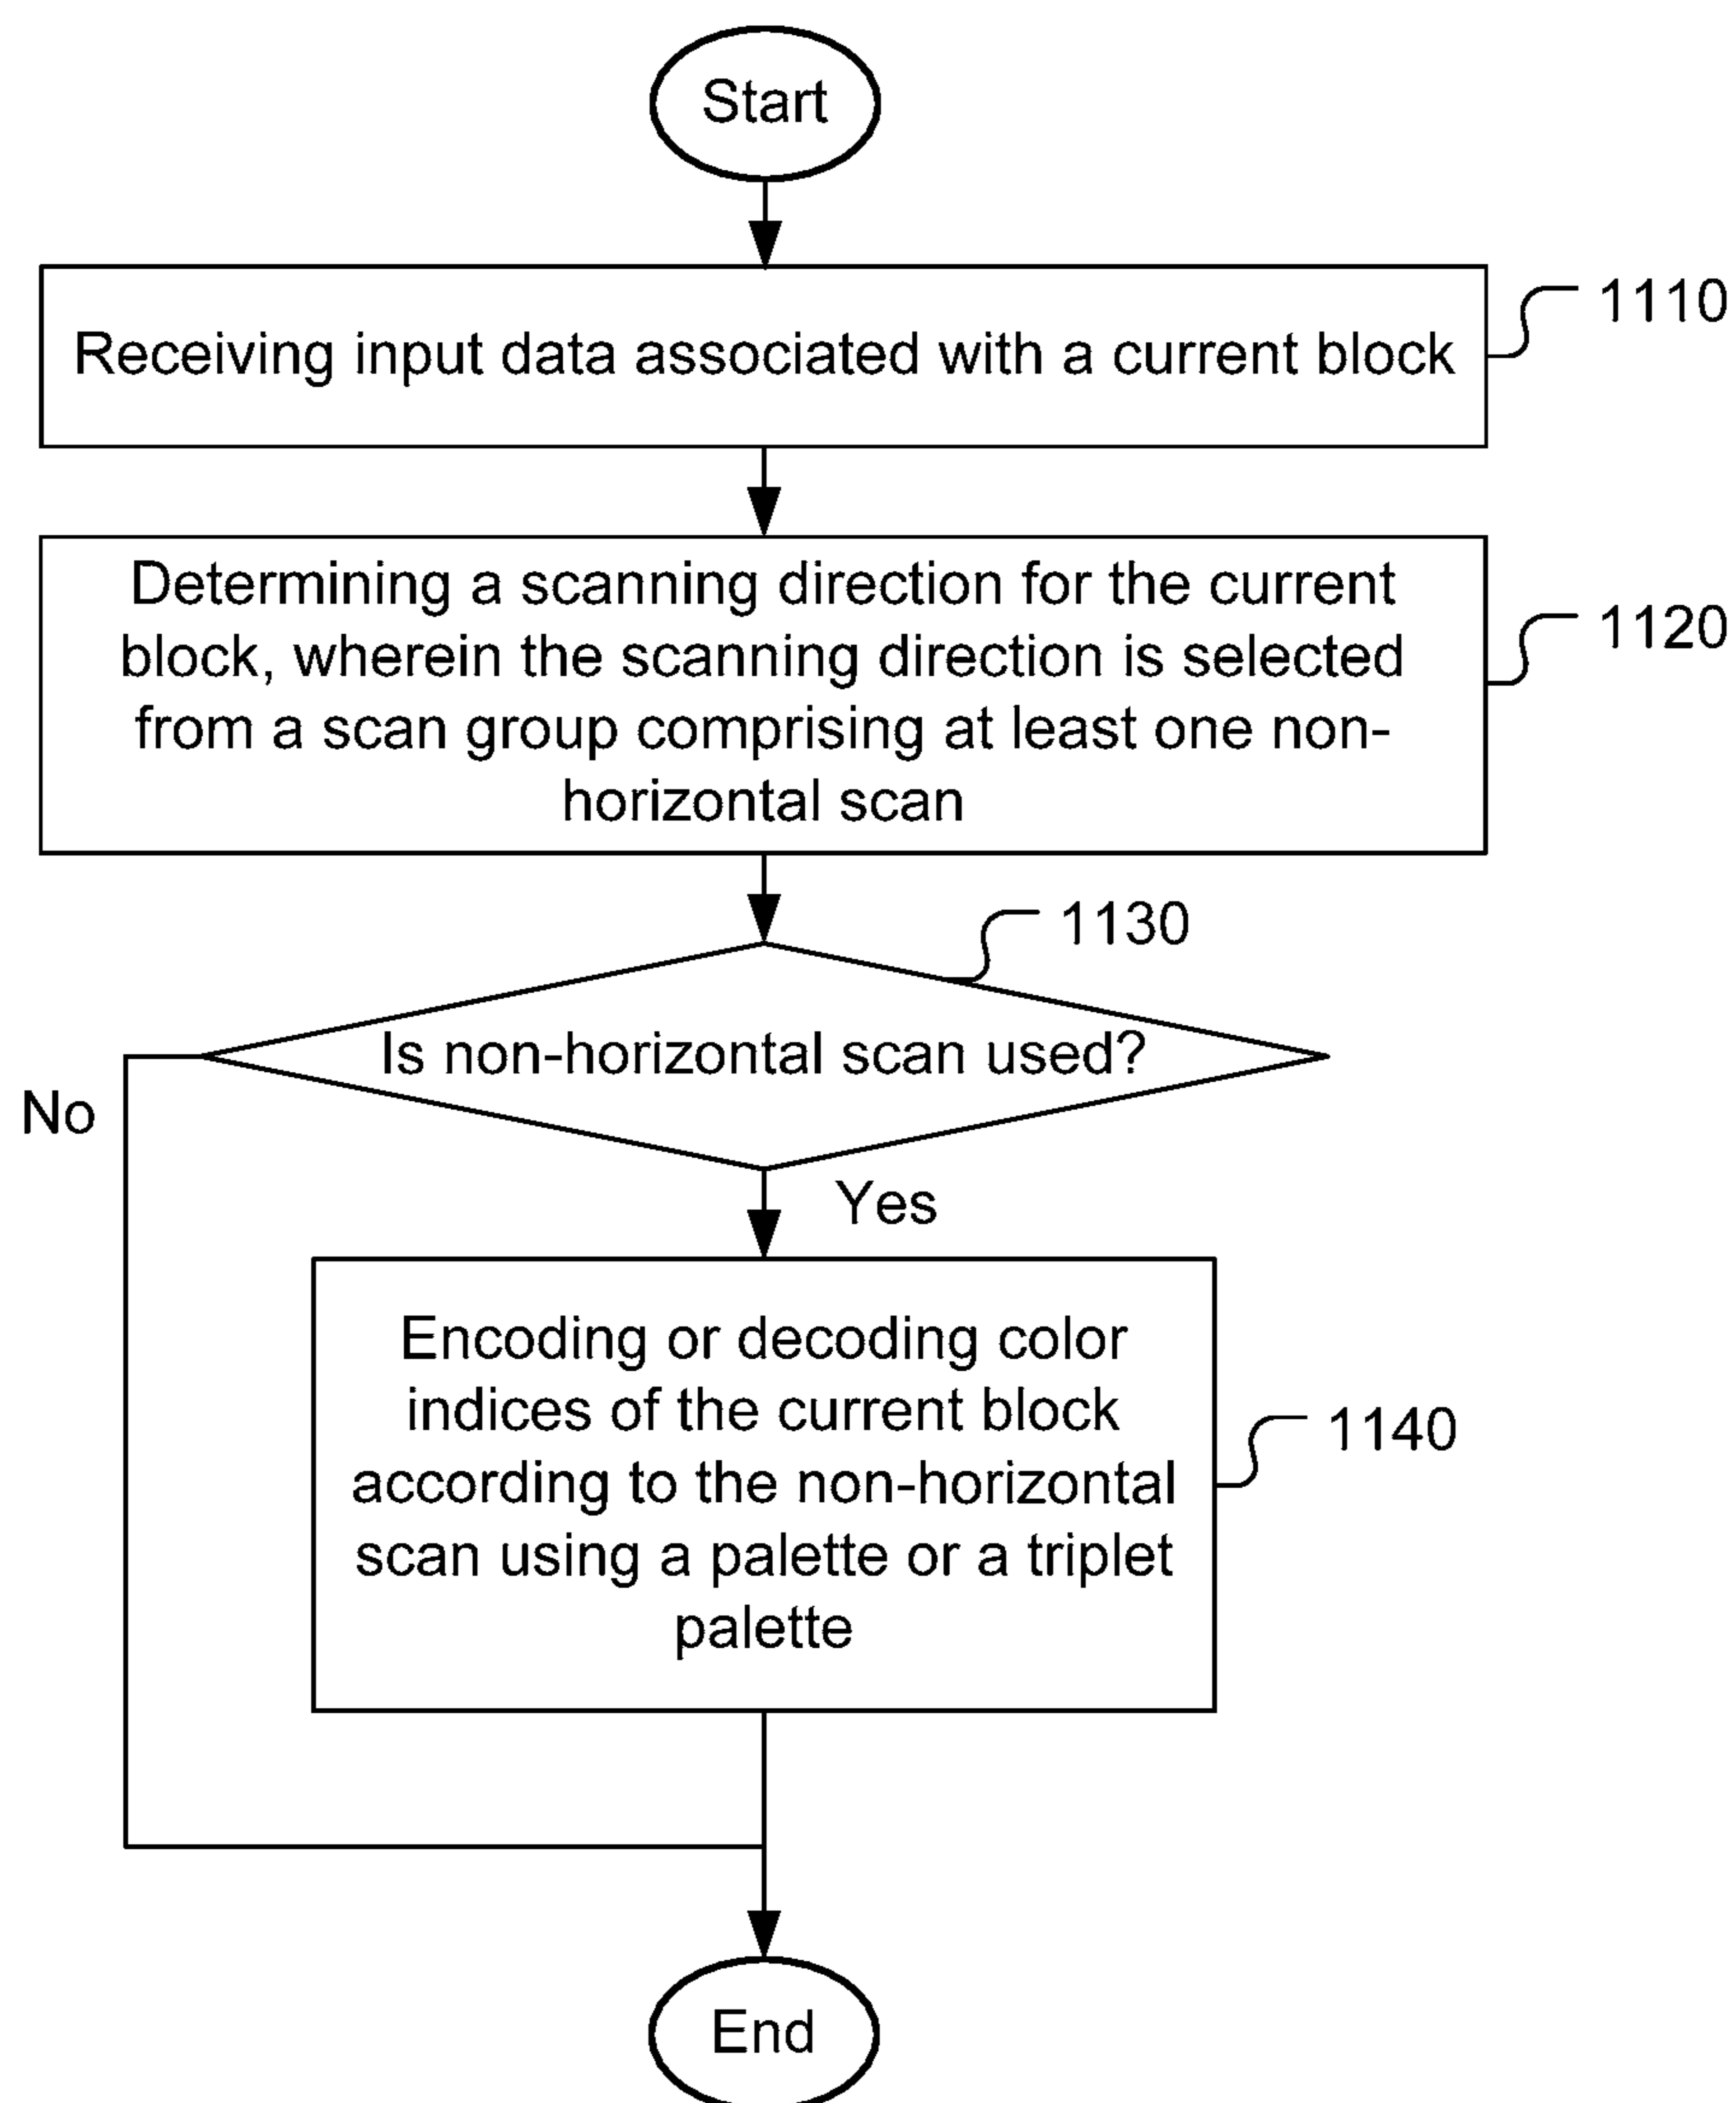 Start
Receiving input data associated with a current block
1110
Determining a scanning direction for the current
block, wherein the scanning direction is selected
from a scan group comprising at least one non-
horizontal scan
1120
1130
Is non-horizontal scan used?
No
Yes
Encoding or decoding color
indices of the current block
according to the non-horizontal
scan using a palette or a triplet
palette
1140
End